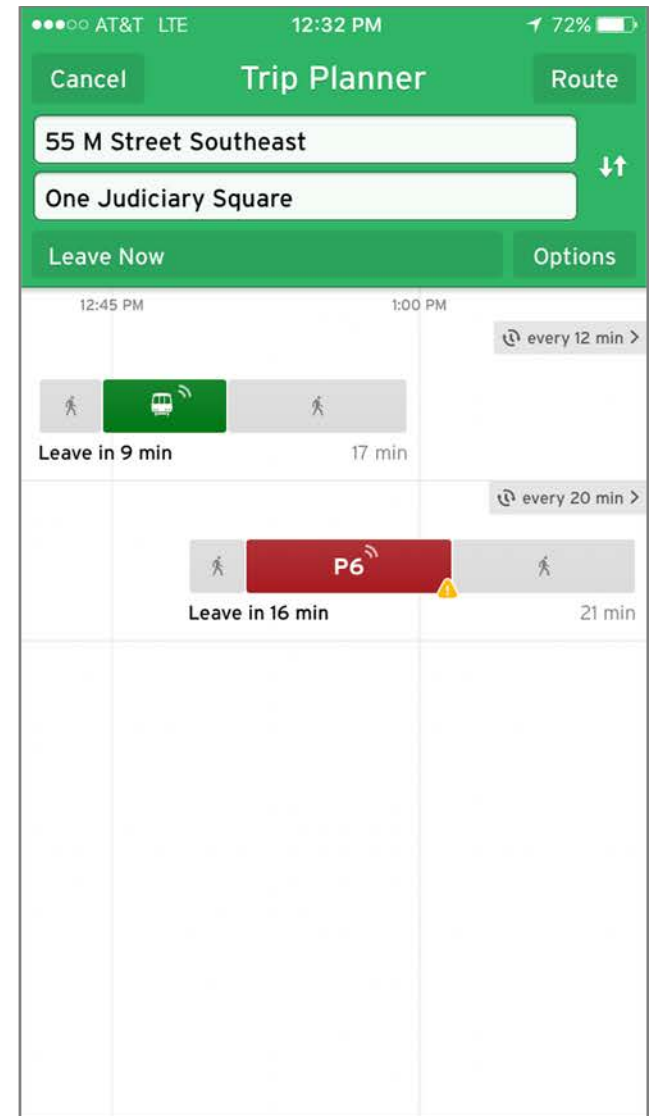 AT&T LTE 12:32 PM 72%
Cancel Trip Planner Route
55 M Street Southeast
One Judiciary Square
Leave Now Options
12:45 PM 1:00 PM
every 12 min >
Leave in 9 min 17 min
every 20 min >
P6
Leave in 16 min 21 min